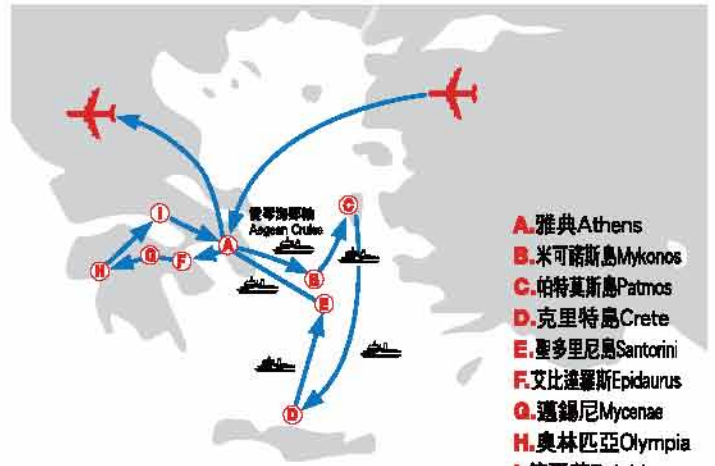 愛琴海郵輪
Aegean Cruise
I
C
A
G
F
H
B
E
D
A.雅典Athens
B.米可諾斯島Mykonos
C.帕特莫斯島Patmos
D.克里特島Crete
E.聖多里尼島Santorini
F.艾比達羅斯Epidaurus
G.邁錫尼Mycenae
H.奧林匹亞Olympia